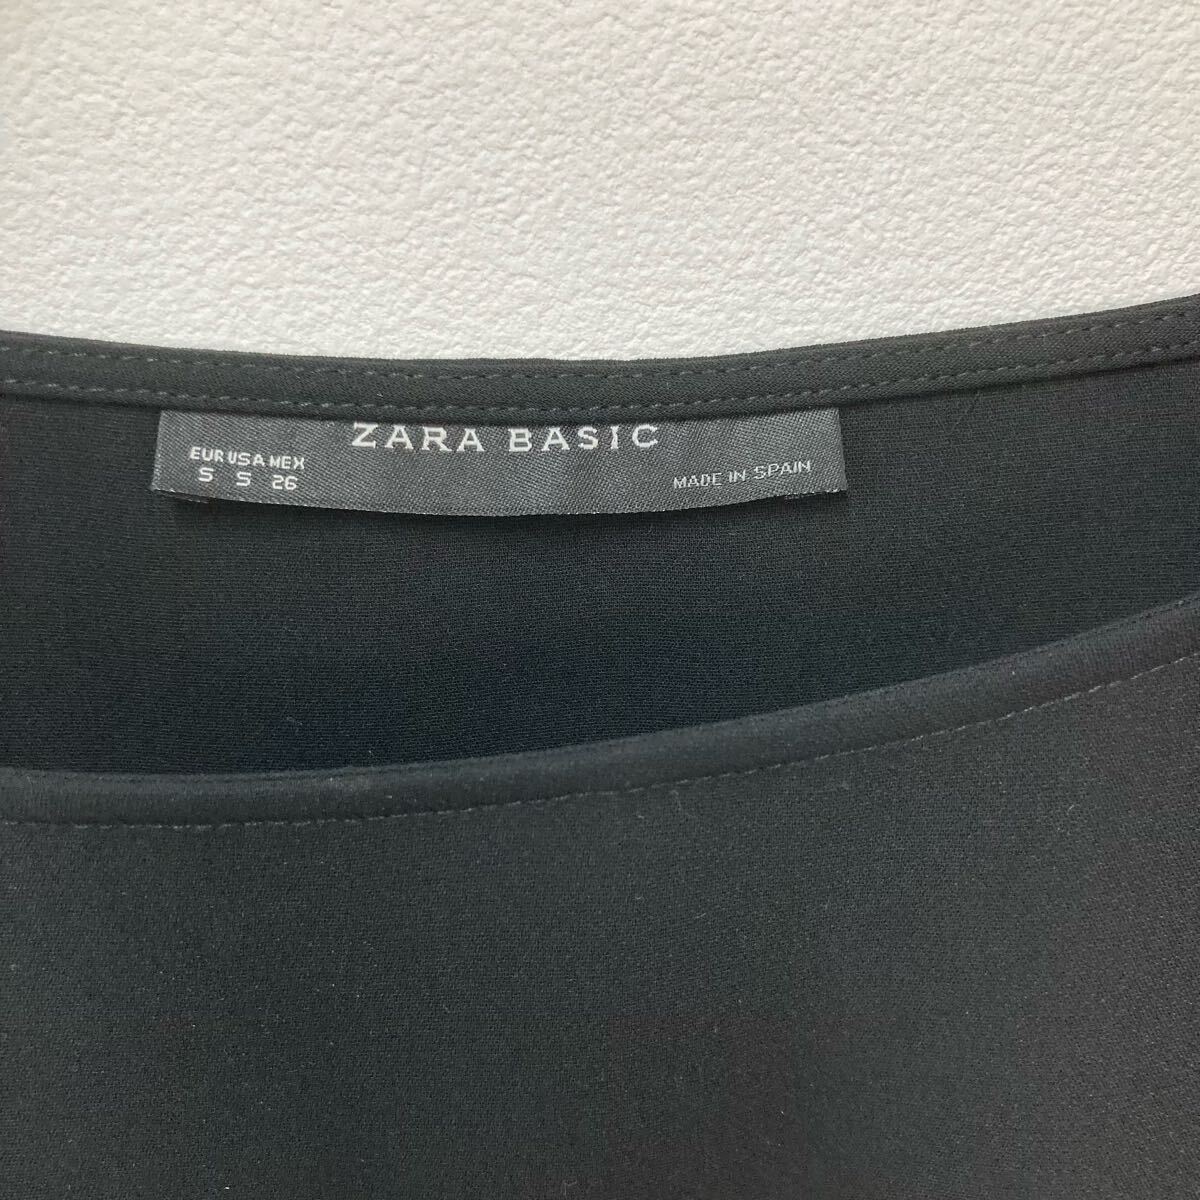 ZARA BASIC
EUR USA MEX
S S 26
MADE IN SPAIN